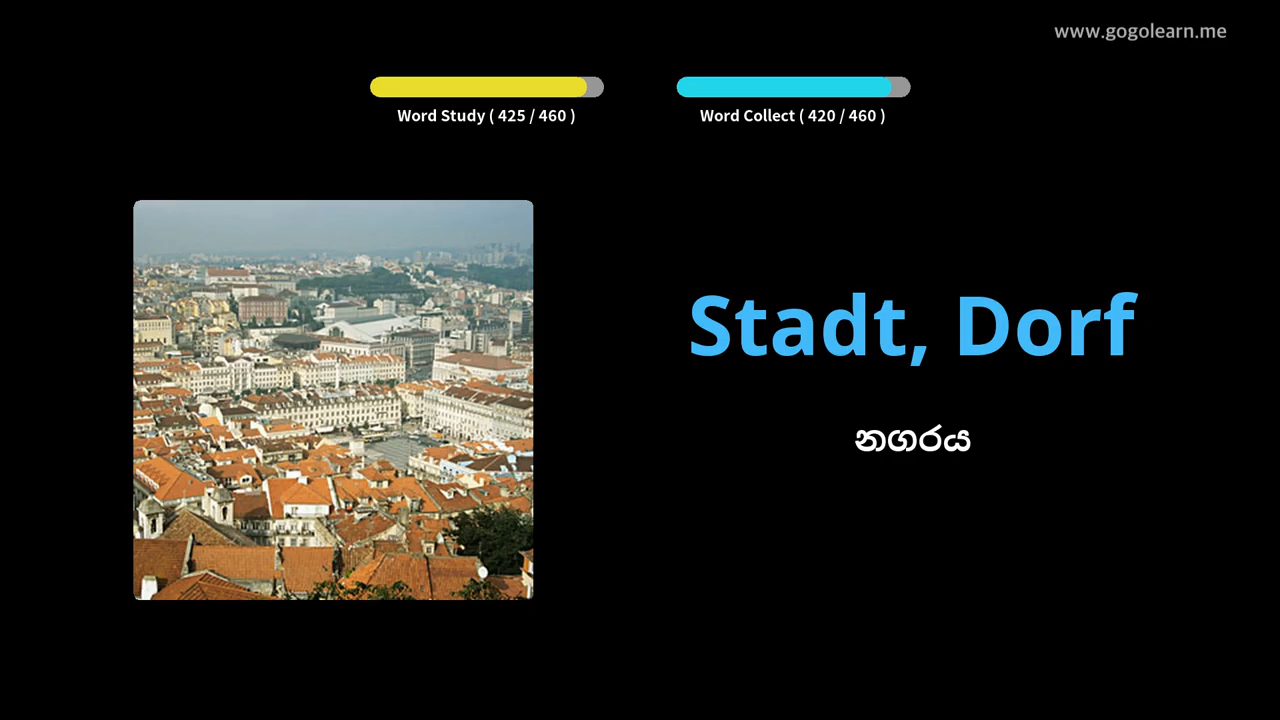 www.gogolearn.me
Word Study ( 425 / 460 )
Word Collect ( 420 / 460 )
Stadt, Dorf
නගරය